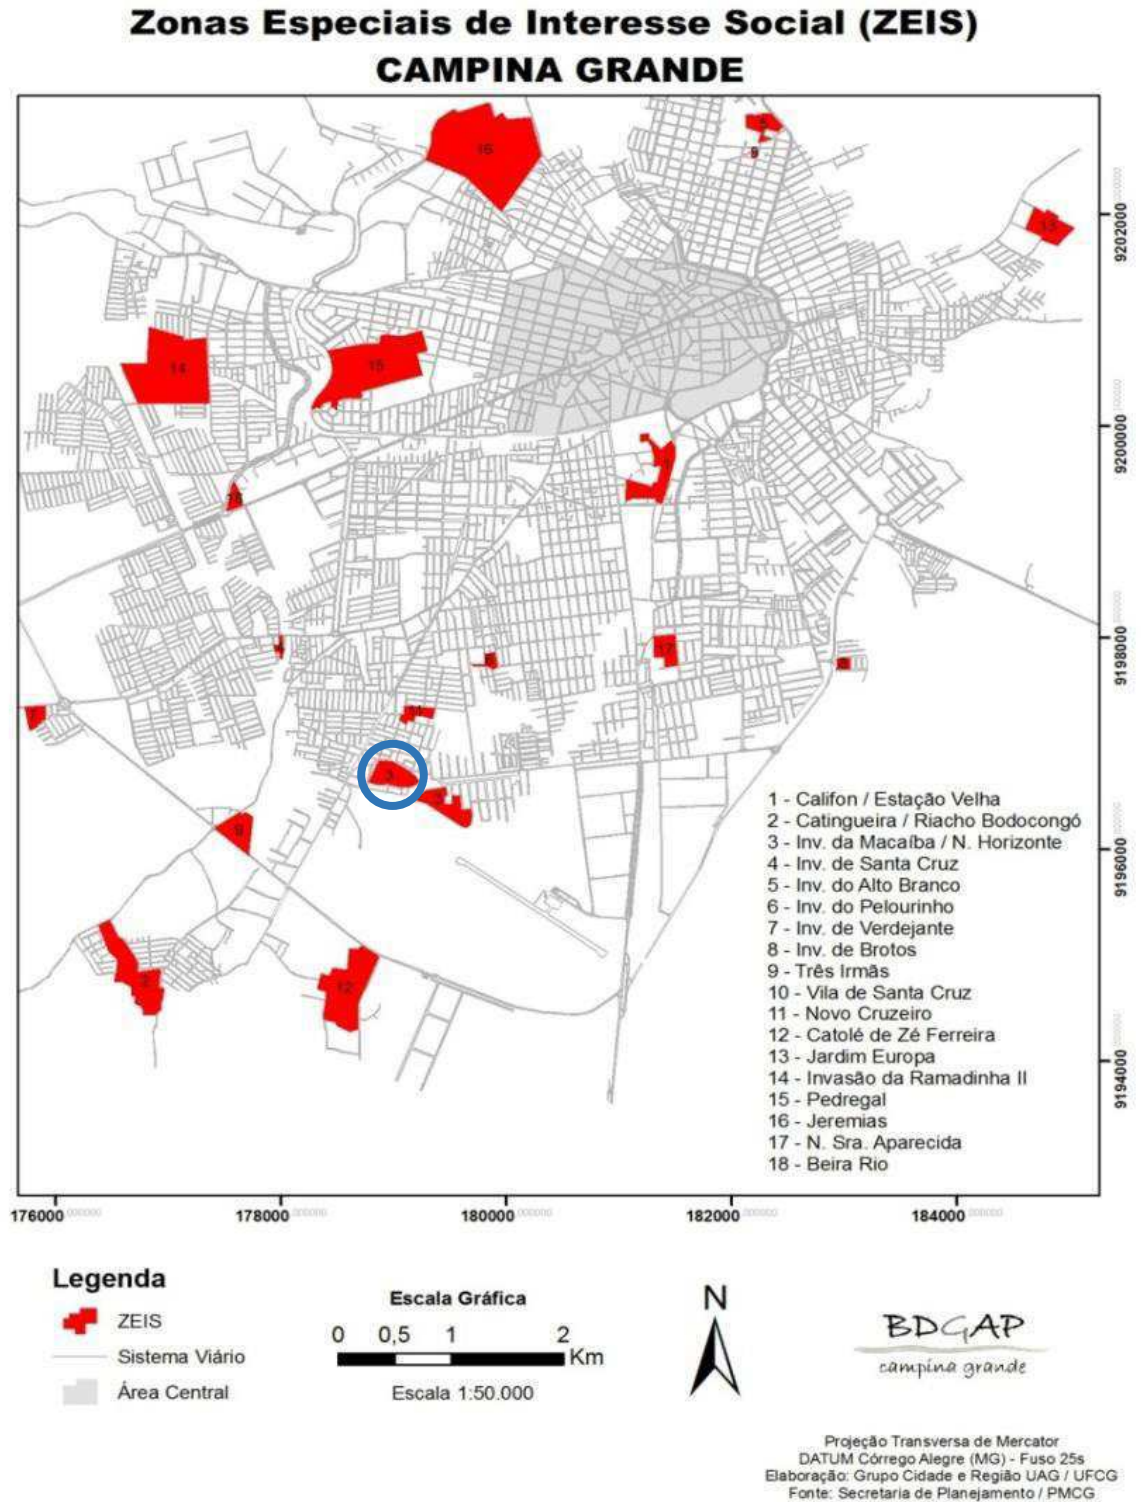 Zonas Especiais de Interesse Social (ZEIS)
CAMPINA GRANDE
16
5
13
14
15
1
4
17
11
3
9
2
12
9202000
9200000
9198000
9196000
9194000
1 - Califon / Estação Velha
2 - Catingueira / Riacho Bodocongó
3 - Inv. da Macaíba / N. Horizonte
4 - Inv. de Santa Cruz
5 - Inv. do Alto Branco
6 - Inv. do Pelourinho
7 - Inv. de Verdejante
8 - Inv. de Brotos
9 - Três Irmãs
10 - Vila de Santa Cruz
11 - Novo Cruzeiro
12 - Catolé de Zé Ferreira
13 - Jardim Europa
14 - Invasão da Ramadinha II
15 - Pedregal
16 - Jeremias
17 - N. Sra. Aparecida
18 - Beira Rio
176000,000000 178000,000000 180000,000000 182000,000000 184000,000000
Legenda
ZEIS
Sistema Viário
Área Central
Escala Gráfica
0 0,5 1 2
Km
Escala 1:50.000
N
BDGAP
campina grande
Projeção Transversa de Mercator
DATUM Córrego Alegre (MG) - Fuso 25s
Elaboração: Grupo Cidade e Região UAG / UFCG
Fonte: Secretaria de Planejamento / PMCG